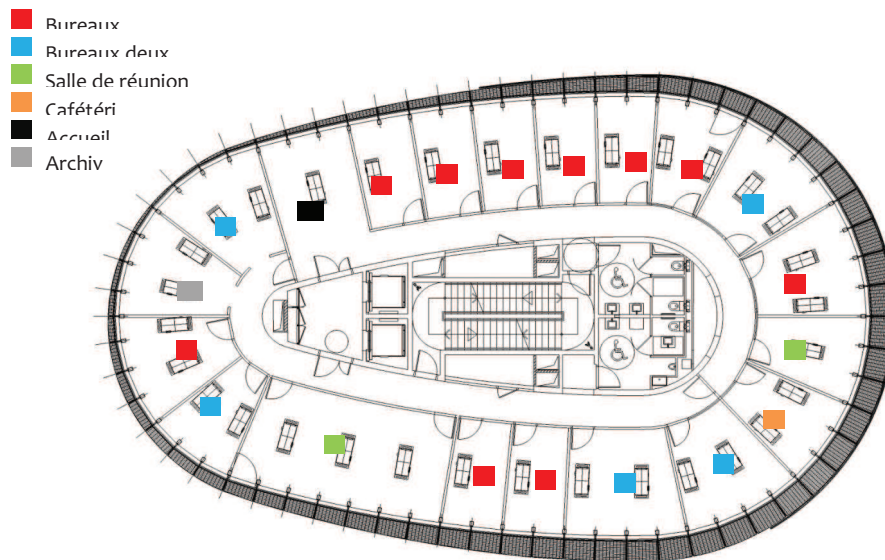 Bureaux
Bureaux deux
Salle de réunion
Cafétéri
Accueil
Archiv